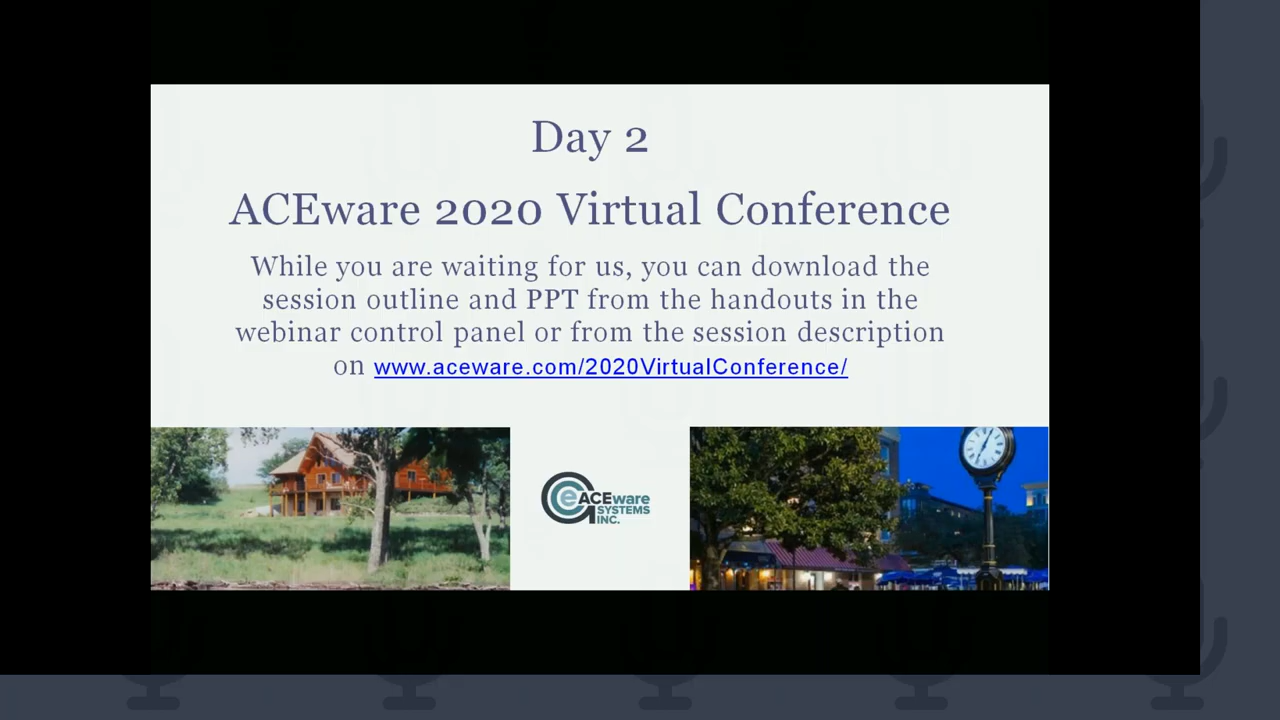 Day 2
ACEware 2020 Virtual Conference
While you are waiting for us, you can download the
session outline and PPT from the handouts in the
webinar control panel or from the session description
on www.aceware.com/2020VirtualConference/
ACEware
SYSTEMS
INC.